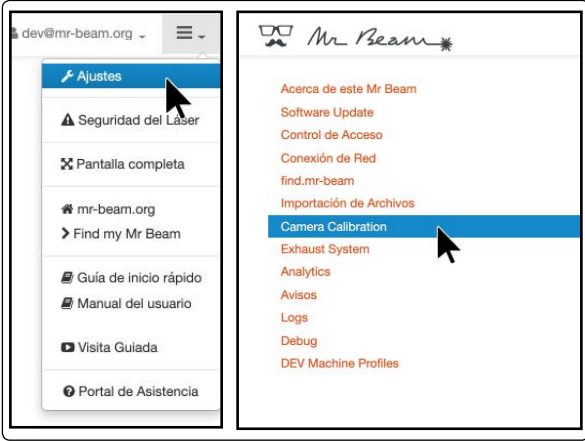 dev@mr-beam.org
Ajustes
Seguridad del Láser
Pantalla completa
mr-beam.org
Find my Mr Beam
Guía de inicio rápido
Manual del usuario
Visita Guiada
Portal de Asistencia
Mr Beam
Acerca de este Mr Beam
Software Update
Control de Acceso
Conexión de Red
find.mr-beam
Importación de Archivos
Camera Calibration
Exhaust System
Analytics
Avisos
Logs
Debug
DEV Machine Profiles